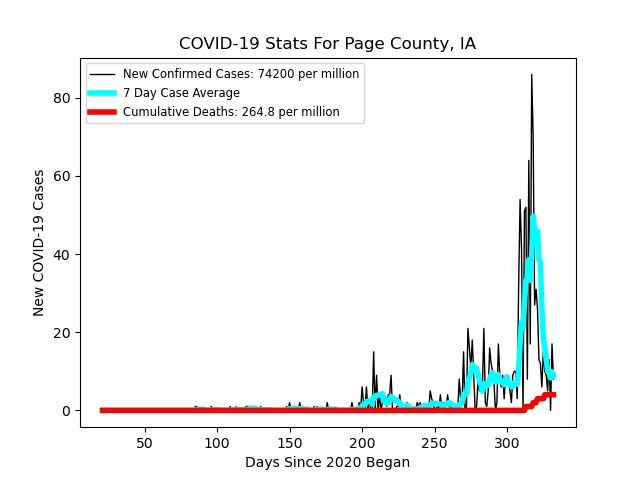 COVID-19 Stats For Page County, IA
New Confirmed Cases: 74200 per million
7 Day Case Average
Cumulative Deaths: 264.8 per million
New COVID-19 Cases
80
60
40
20
0
50 100 150 200 250 300
Days Since 2020 Began